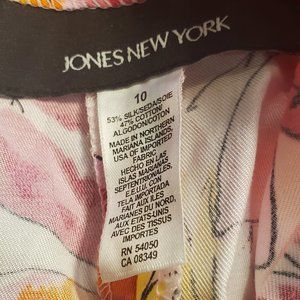 JONES NEW YORK
10
53% SILK/SEDA/SOIE
47% COTTON/
ALGODON/COTON
MADE IN NORTHERN
MARIANA ISLANDS,
USA OF IMPORTED
FABRIC
HECHO EN LAS
ISLAS MARIANAS
SEPTENTRIONALES,
E.E.U.U. CON
TELA IMPORTADA
FAIT AUX ILES
MARIANES DU NORD,
AUX ETATS-UNIS
AVEC DES TISSUS
IMPORTES
RN 54050
CA 08349